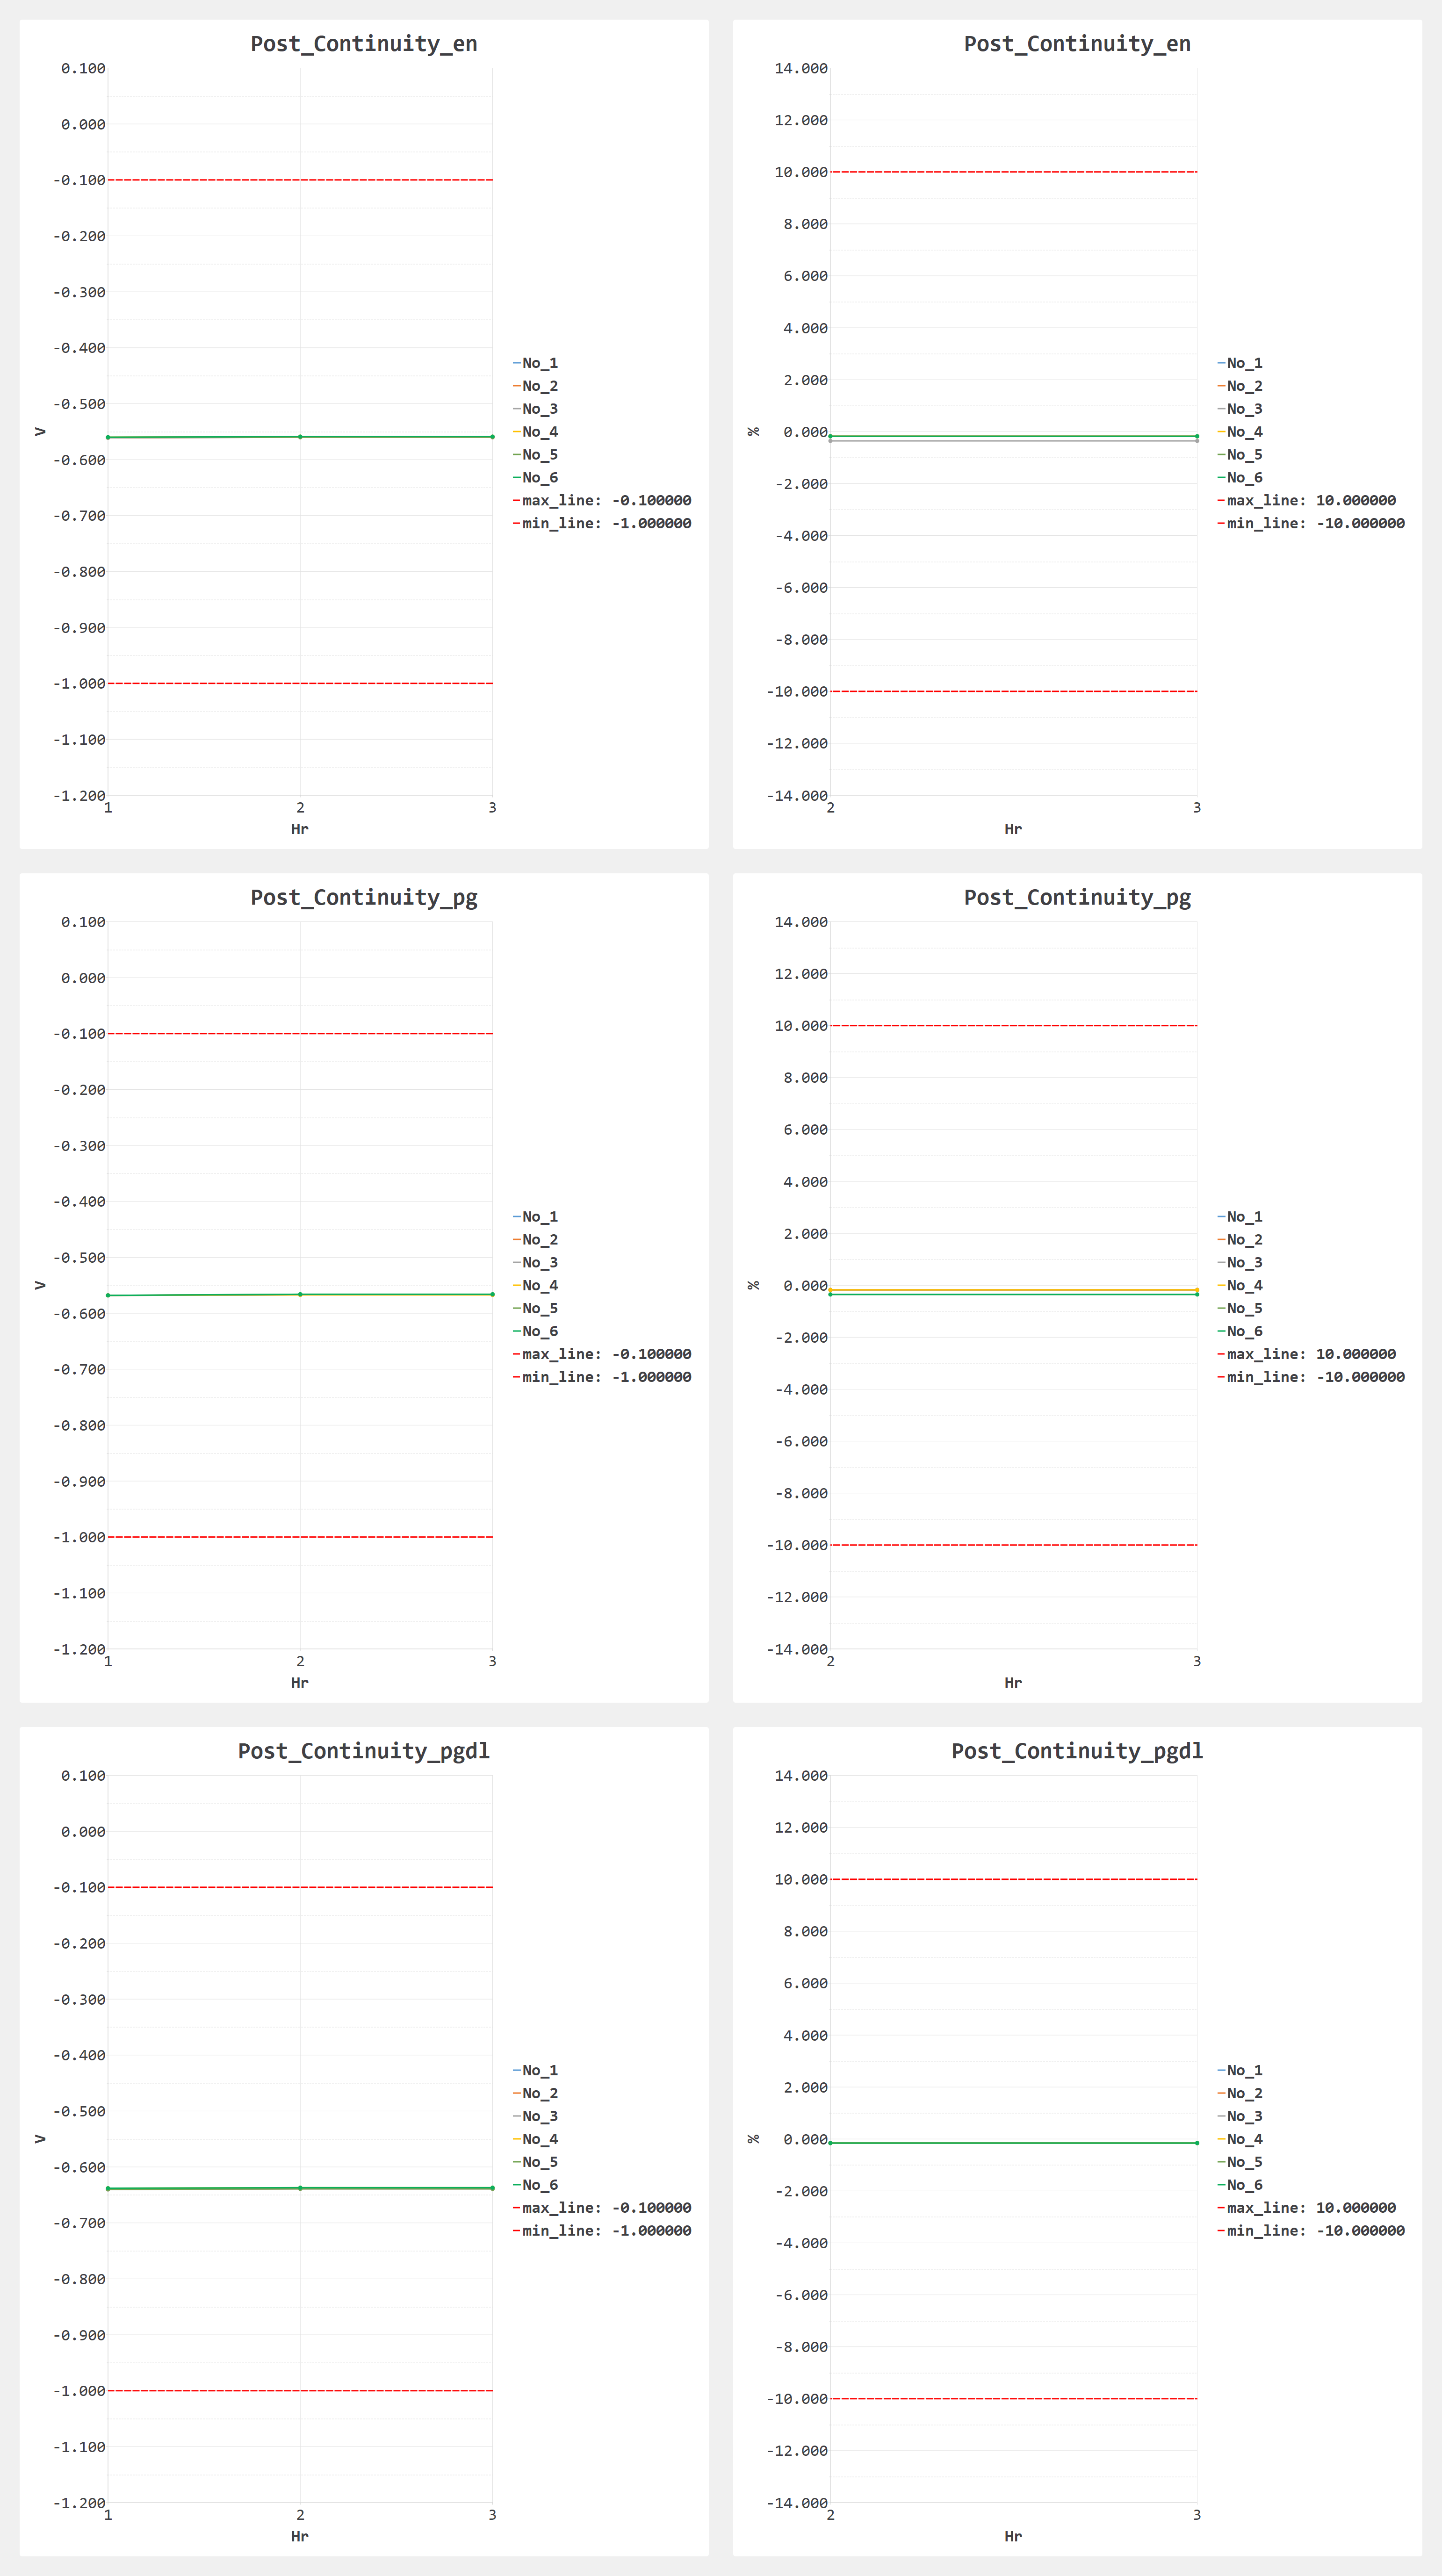 Post_Continuity_en
0.100
0.000
-0.100
-0.200
-0.300
-0.400
-0.500
-0.600
-0.700
-0.800
-0.900
-1.000
-1.100
-1.200
V
1 2 3
Hr
No_1
No_2
No_3
No_4
No_5
No_6
max_line: -0.100000
min_line: -1.000000
Post_Continuity_en
14.000
12.000
10.000
8.000
6.000
4.000
2.000
0.000
-2.000
-4.000
-6.000
-8.000
-10.000
-12.000
-14.000
%
2 3
Hr
No_1
No_2
No_3
No_4
No_5
No_6
max_line: 10.000000
min_line: -10.000000
Post_Continuity_pg
0.100
0.000
-0.100
-0.200
-0.300
-0.400
-0.500
-0.600
-0.700
-0.800
-0.900
-1.000
-1.100
-1.200
V
1 2 3
Hr
No_1
No_2
No_3
No_4
No_5
No_6
max_line: -0.100000
min_line: -1.000000
Post_Continuity_pg
14.000
12.000
10.000
8.000
6.000
4.000
2.000
0.000
-2.000
-4.000
-6.000
-8.000
-10.000
-12.000
-14.000
%
2 3
Hr
No_1
No_2
No_3
No_4
No_5
No_6
max_line: 10.000000
min_line: -10.000000
Post_Continuity_pgdl
0.100
0.000
-0.100
-0.200
-0.300
-0.400
-0.500
-0.600
-0.700
-0.800
-0.900
-1.000
-1.100
-1.200
V
1 2 3
Hr
No_1
No_2
No_3
No_4
No_5
No_6
max_line: -0.100000
min_line: -1.000000
Post_Continuity_pgdl
14.000
12.000
10.000
8.000
6.000
4.000
2.000
0.000
-2.000
-4.000
-6.000
-8.000
-10.000
-12.000
-14.000
%
2 3
Hr
No_1
No_2
No_3
No_4
No_5
No_6
max_line: 10.000000
min_line: -10.000000